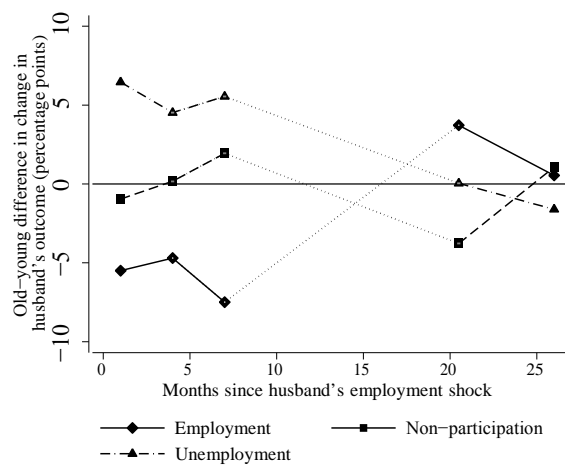 Old−young difference in change in
husband's outcome (percentage points)
10
5
0
−5
−10
0 5 10 15 20 25
Months since husband's employment shock
Employment Non−participation
Unemployment